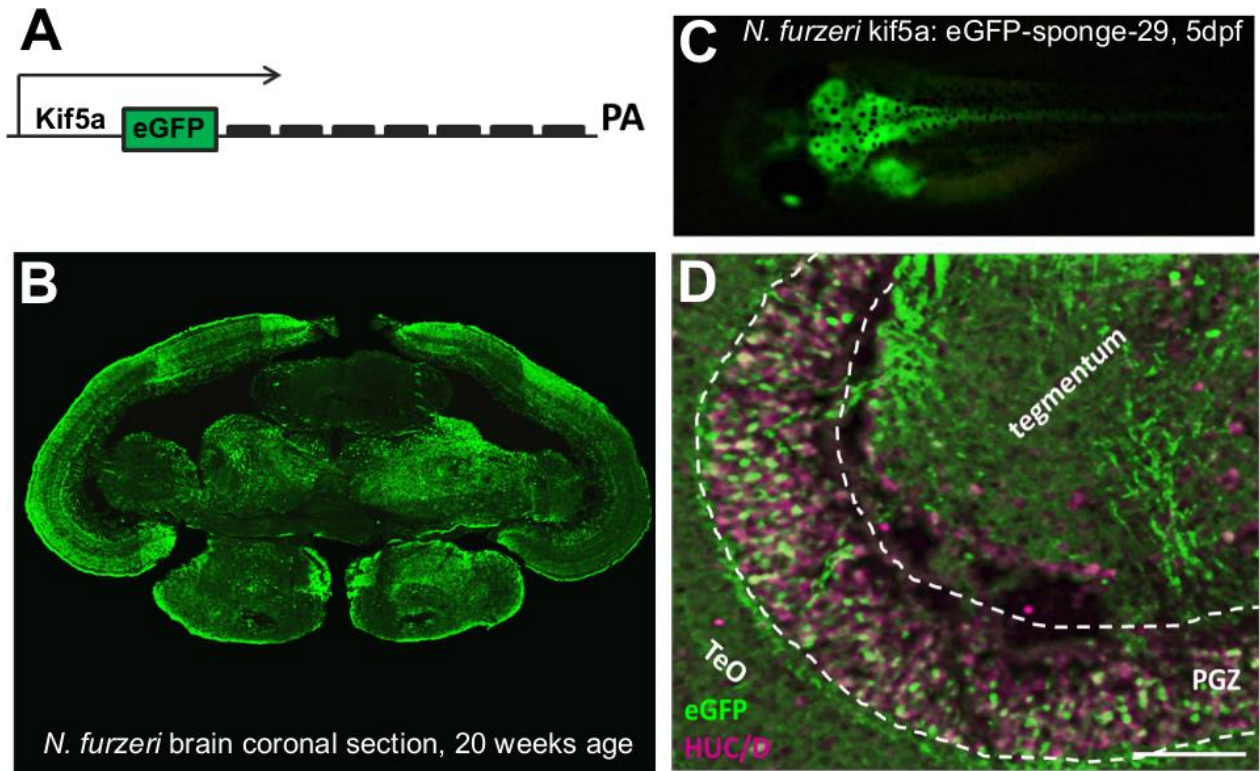 A
Kif5a
eGFP
PA
B
N. furzeri brain coronal section, 20 weeks age
C
N. furzeri kif5a: eGFP-sponge-29, 5dpf
D
tegmentum
TeO
PGZ
eGFP
HUC/D